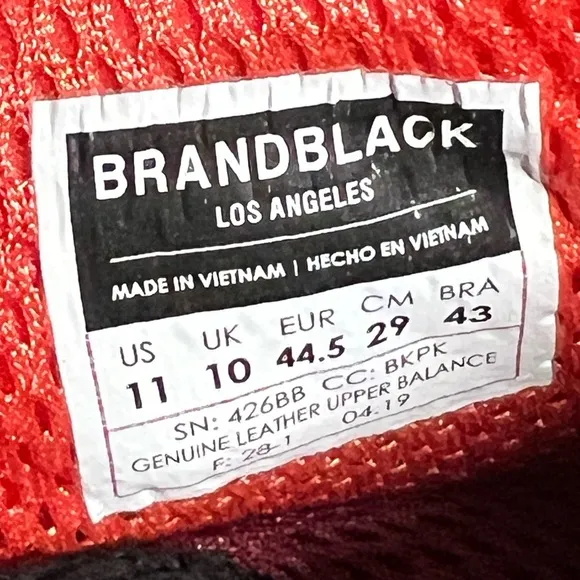 BRANDBLACK
LOS ANGELES
MADE IN VIETNAM | HECHO EN VIETNAM
US UK EUR CM BRA
11 10 44.5 29 43
SN: 426BB CC: BKPK
GENUINE LEATHER UPPER BALANCE
F: 28-1 04-19